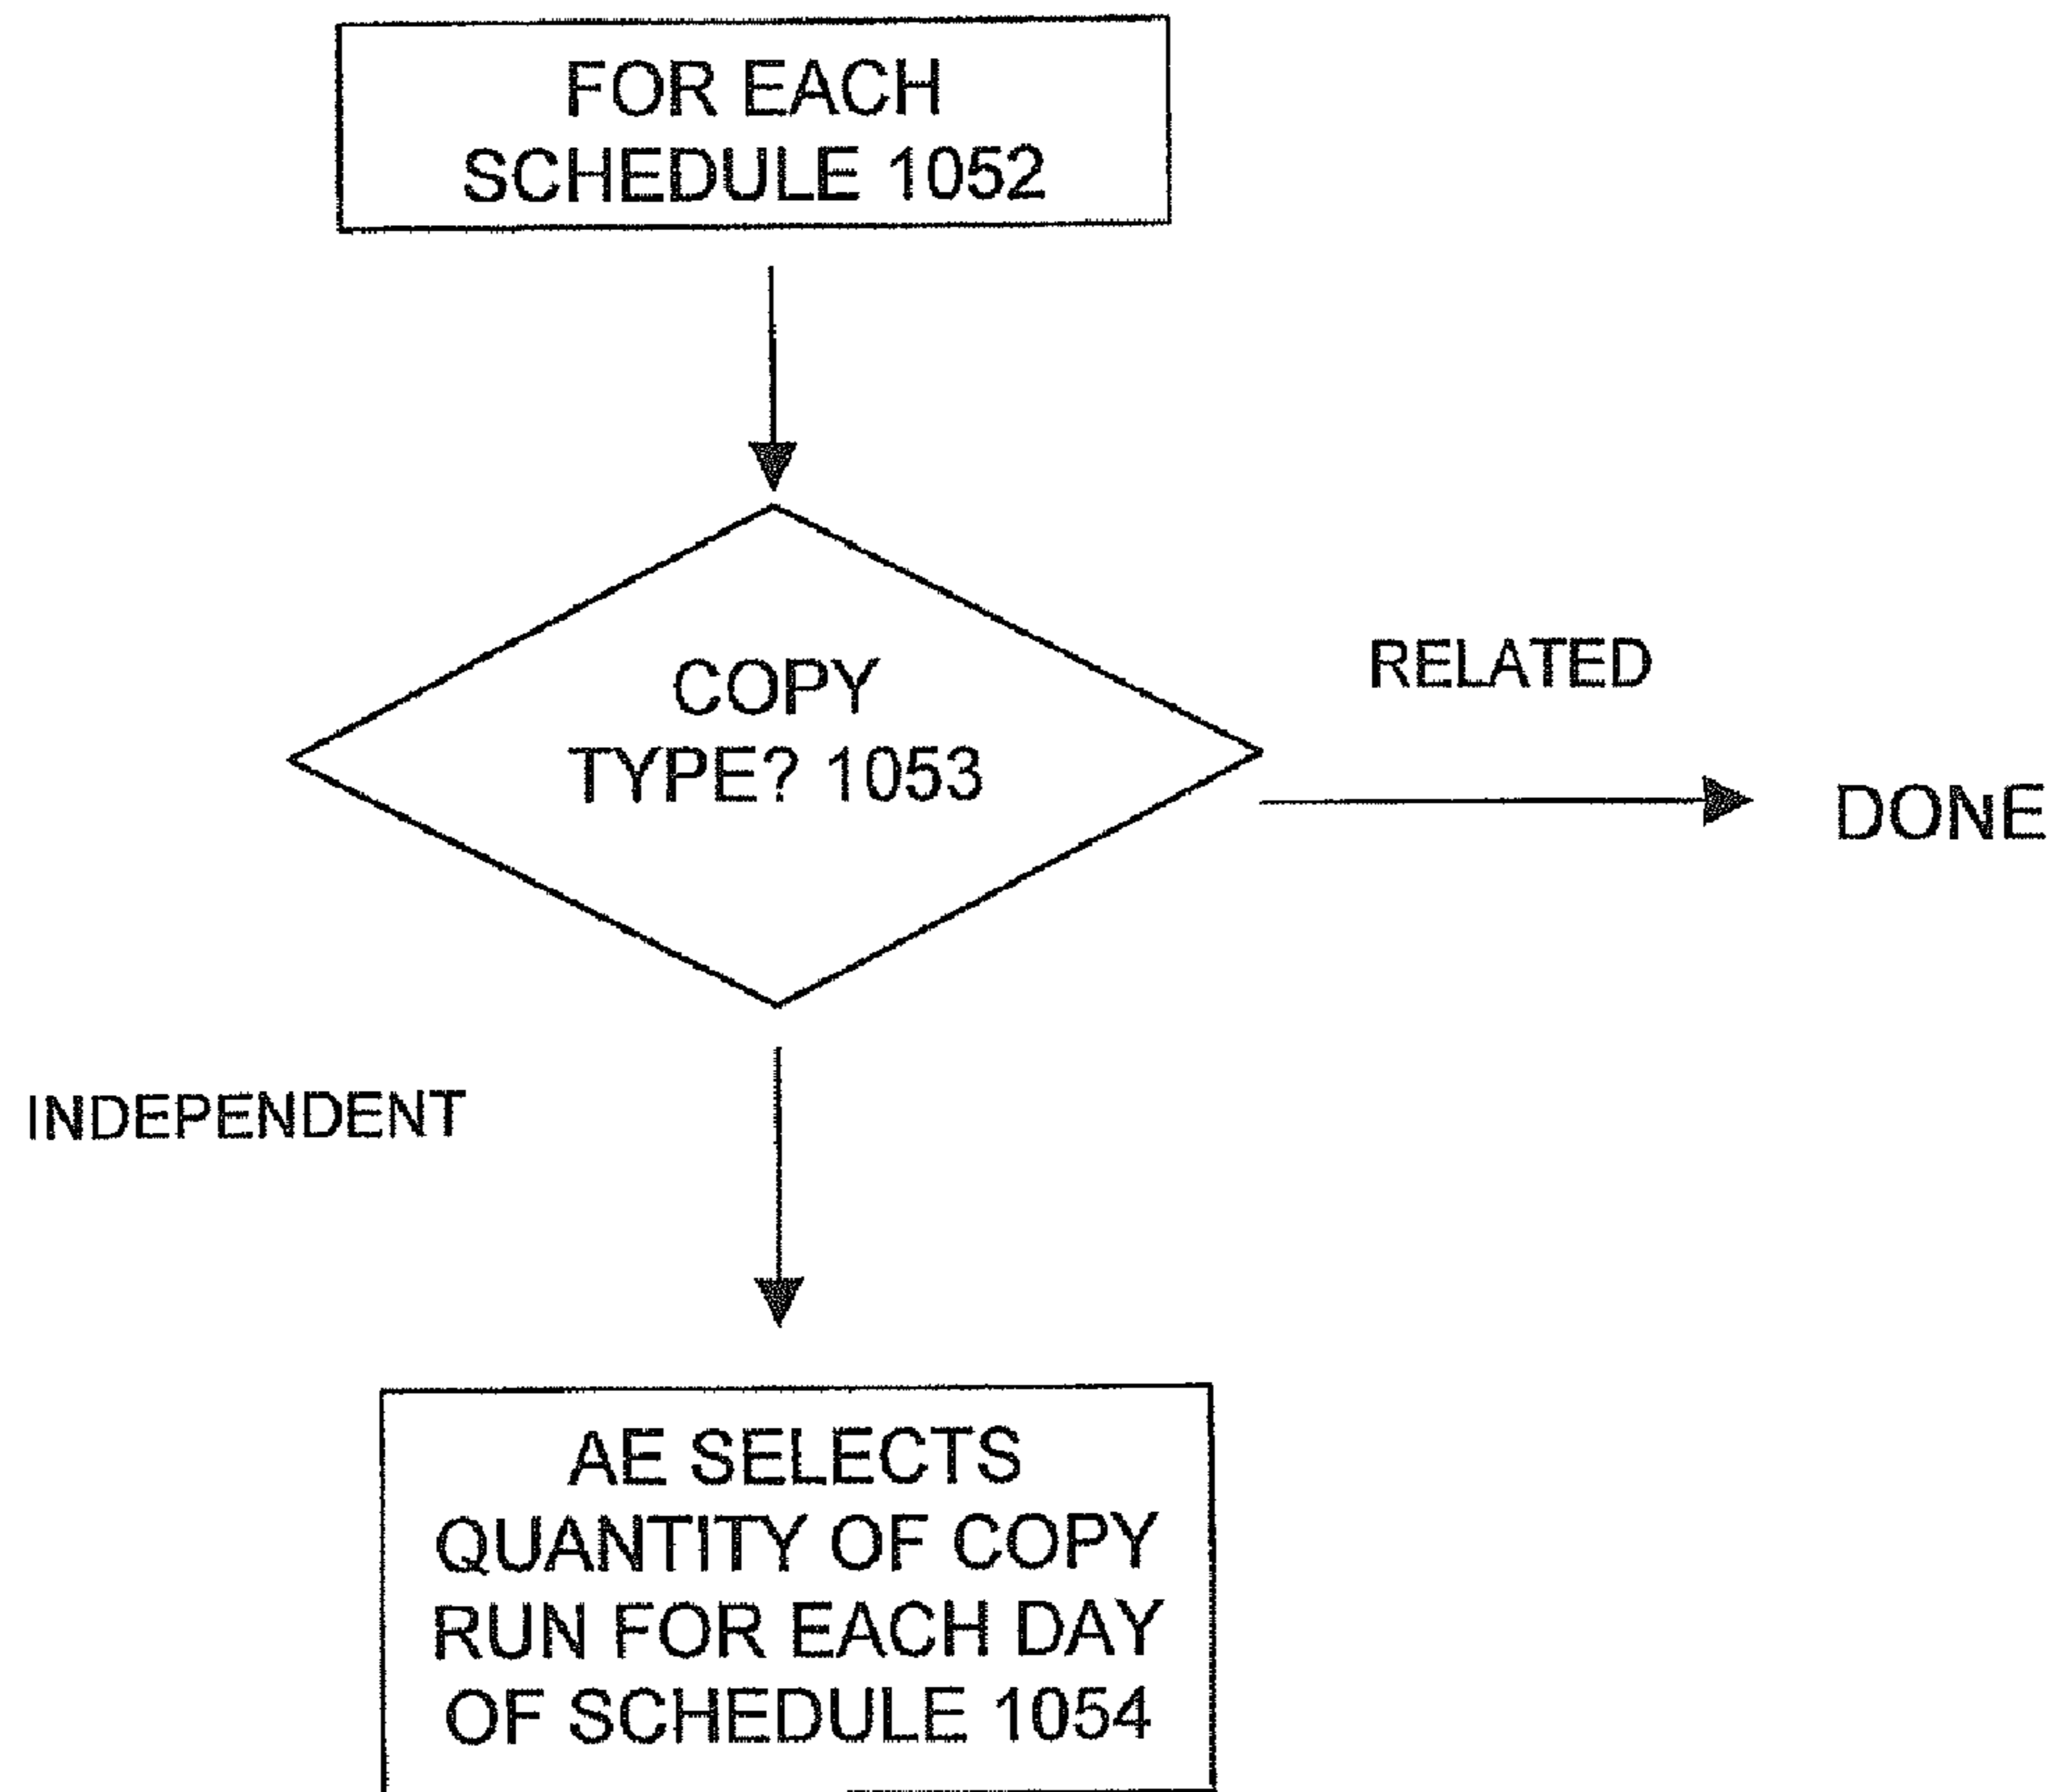 FOR EACH
SCHEDULE 1052
COPY
TYPE? 1053
RELATED
DONE
INDEPENDENT
AE SELECTS
QUANTITY OF COPY
RUN FOR EACH DAY
OF SCHEDULE 1054